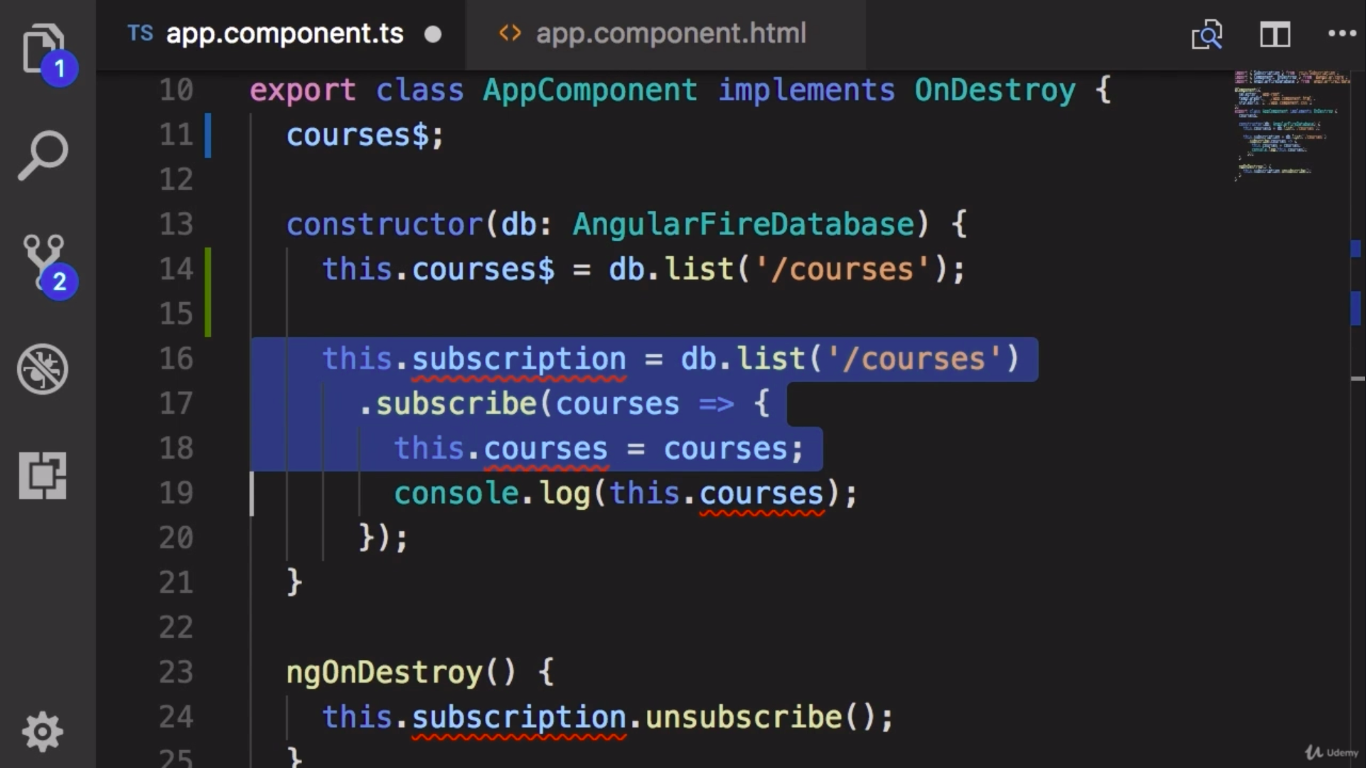 1
2
TS app.component.ts
<> app.component.html
10 export class AppComponent implements OnDestroy {
11 courses$;
12
13 constructor(db: AngularFireDatabase) {
14 this.courses$ = db.list('/courses');
15
16 this.subscription = db.list('/courses')
17 .subscribe(courses => {
18 this.courses = courses;
19 console.log(this.courses);
20 });
21 }
22
23 ngOnDestroy() {
24 this.subscription.unsubscribe();
25 }
Udemy